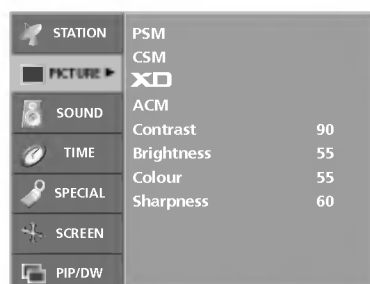 STATION
PICTURE ►
SOUND
TIME
SPECIAL
SCREEN
PIP/DW
PSM
CSM
XD
ACM
Contrast 90
Brightness 55
Colour 55
Sharpness 60